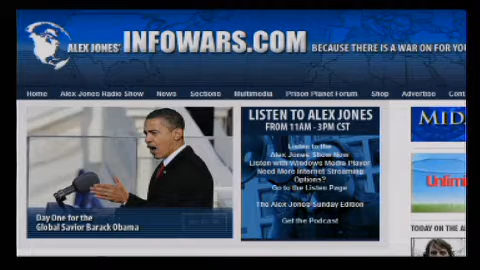 ALEX JONES' INFOWARS.COM BECAUSE THERE IS A WAR ON FOR YOU
Home Alex Jones Radio Show News Sections Multimedia Prison Planet Forum Shop Advertise Cont
LISTEN TO ALEX JONES
FROM 11AM - 3PM CST
Listen to the
Alex Jones Show Now
Listen with Windows Media Player
Need More Internet Streaming
Options?
Go to the Listen Page
The Alex Jones Sunday Edition
Get the Podcast
Day One for the
Global Savior Barack Obama
MID
Unlimi
TODAY ON THE A